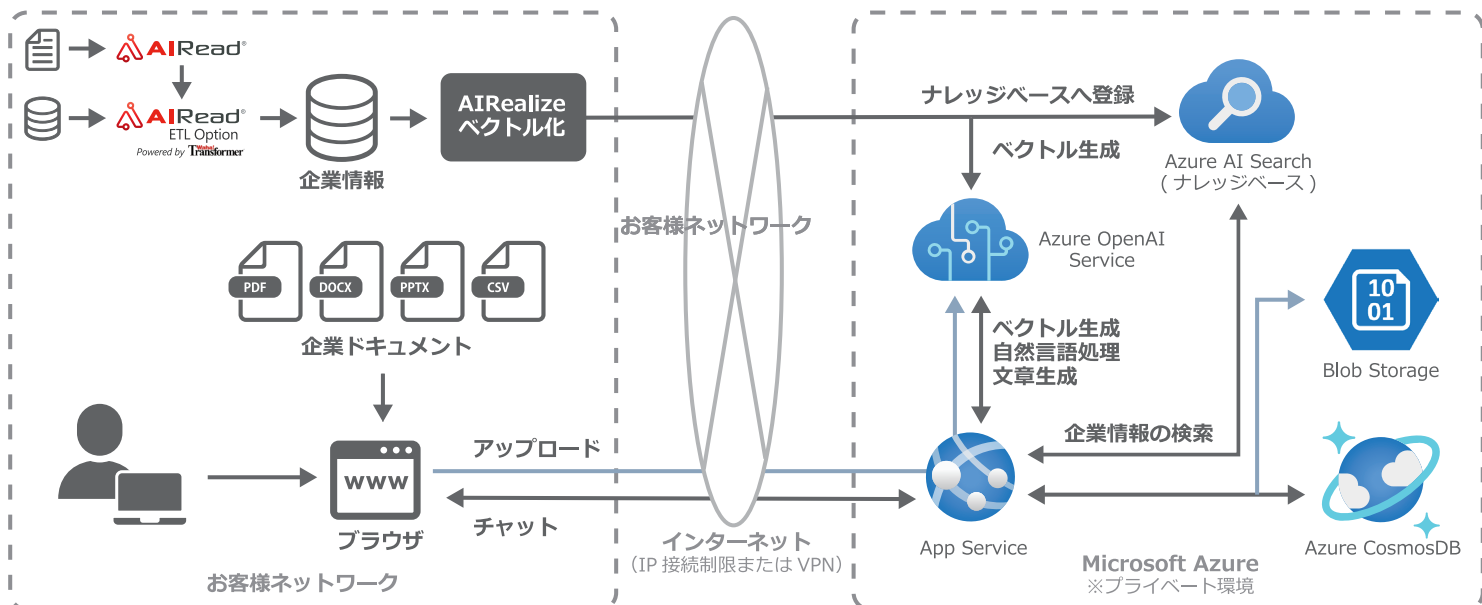 AIRead®
AIRead®
ETL Option
Powered by Waha! Transformer
企業情報
AIRealize
ベクトル化
PDF
DOCX
PPTX
CSV
企業ドキュメント
www
ブラウザ
アップロード
チャット
お客様ネットワーク
お客様ネットワーク
インターネット
（IP 接続制限または VPN）
ナレッジベースへ登録
ベクトル生成
Azure AI Search
( ナレッジベース )
Azure OpenAI
Service
ベクトル生成
自然言語処理
文章生成
10
01
Blob Storage
企業情報の検索
App Service
Azure CosmosDB
Microsoft Azure
※プライベート環境